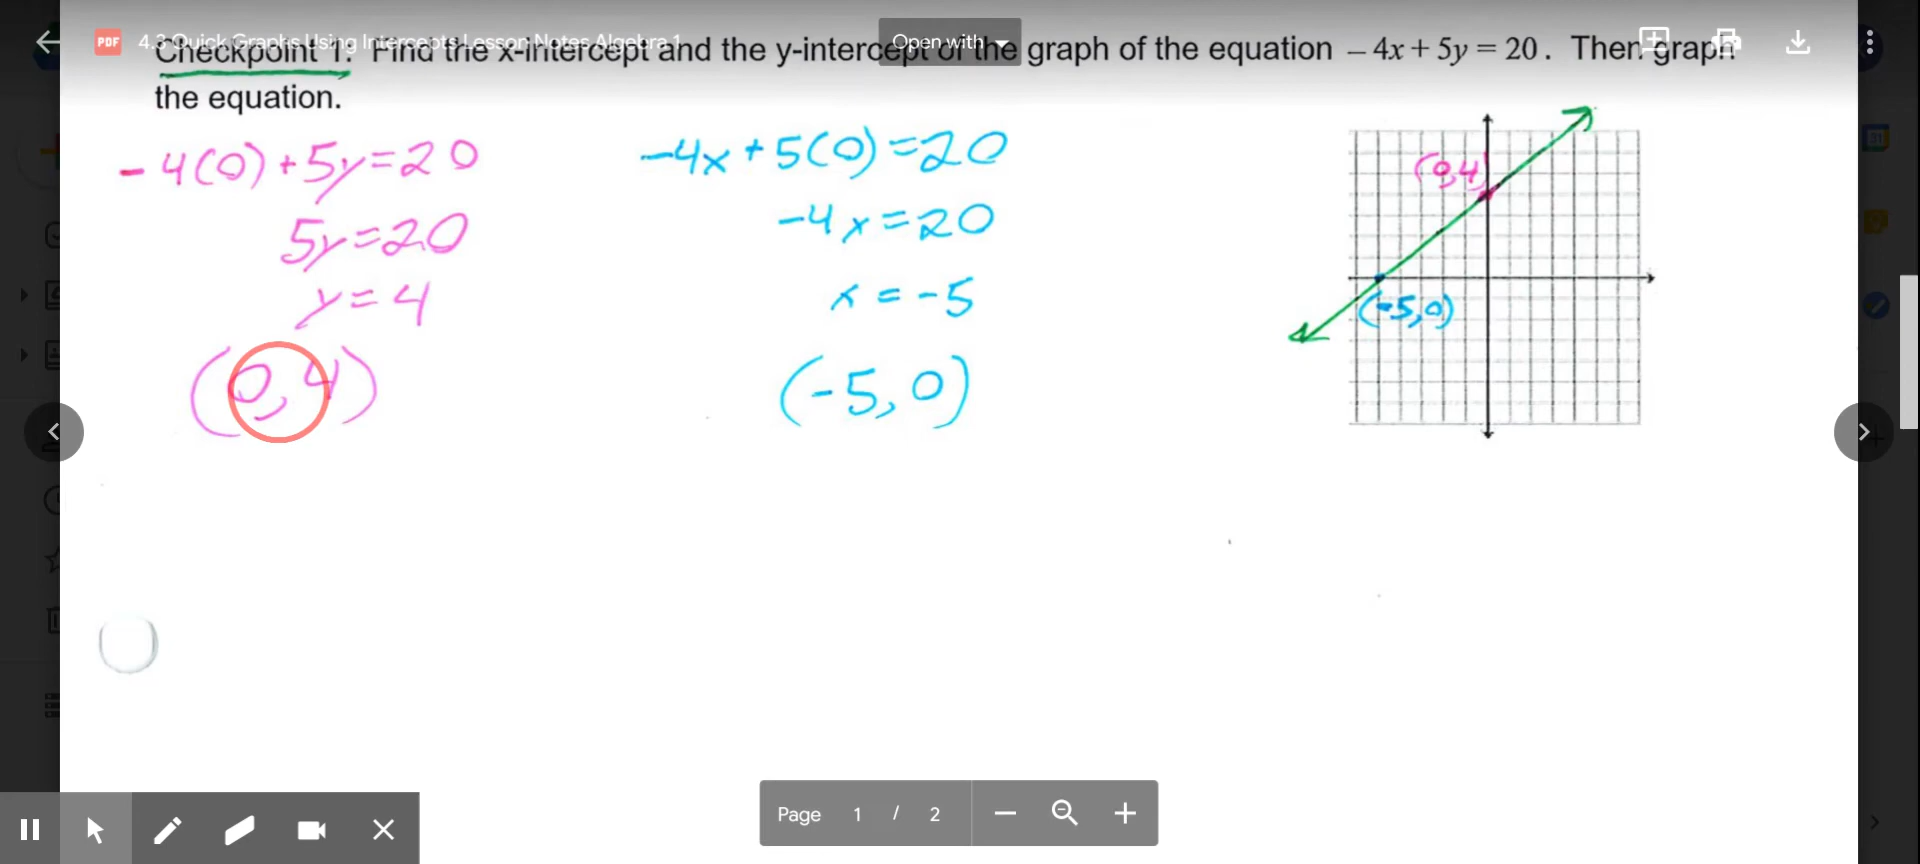 4.3 Quick Graphs Using Intercepts Lesson Notes Algebra 1
PDF
Open with
Checkpoint 1: Find the x-intercept and the y-intercept of the graph of the equation – 4x + 5y = 20 . Then graph
the equation.
-4(0) + 5y = 20
5y = 20
y = 4
(0,4)
-4x + 5(0) = 20
-4x = 20
x = -5
(-5,0)
(0,4)
(-5,0)
Page 1 / 2